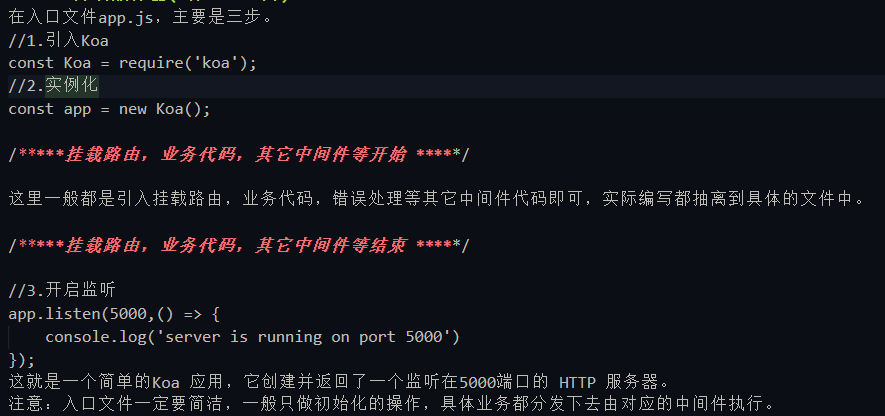 在入口文件app.js，主要是三步。
//1.引入Koa
const Koa = require('koa');
//2.实例化
const app = new Koa();
/*****挂载路由，业务代码，其它中间件等开始 *****/
这里一般都是引入挂载路由，业务代码，错误处理等其它中间件代码即可，实际编写都抽离到具体的文件中。
/*****挂载路由，业务代码，其它中间件等结束 *****/
//3.开启监听
app.listen(5000,() => {
    console.log('server is running on port 5000')
});
这就是一个简单的Koa 应用，它创建并返回了一个监听在5000端口的 HTTP 服务器。
注意：入口文件一定要简洁，一般只做初始化的操作，具体业务都分发下去由对应的中间件执行。